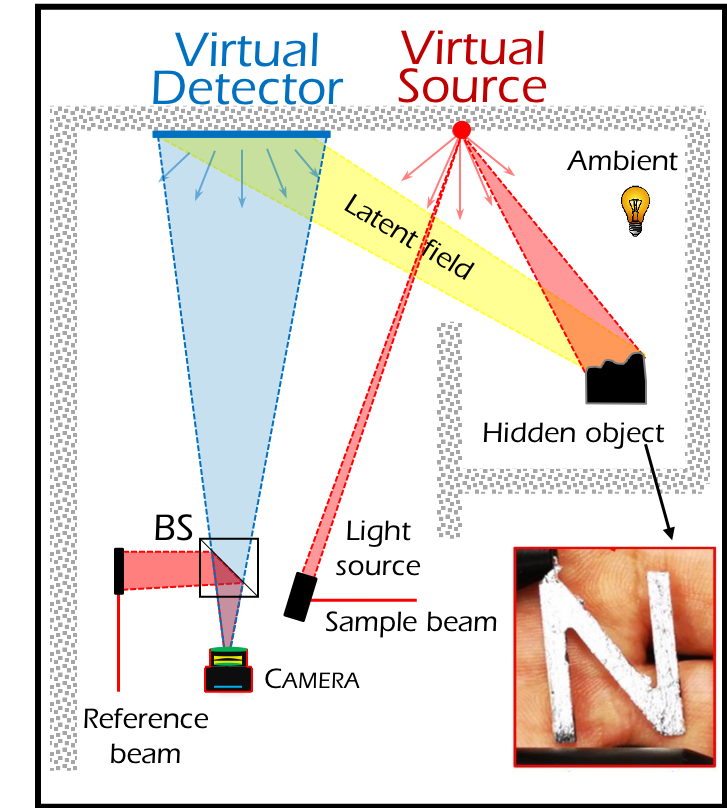 Virtual
Detector
Virtual
Source
Ambient
Latent field
Hidden object
BS
Light
source
Sample beam
CAMERA
Reference
beam